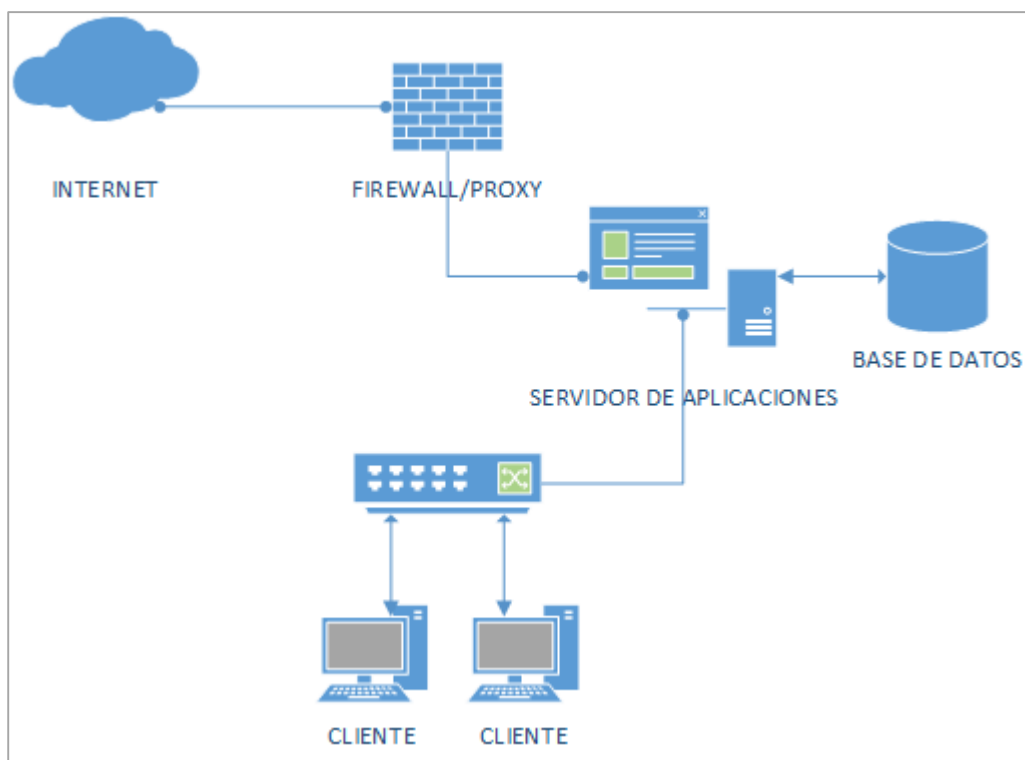 INTERNET
FIREWALL/PROXY
BASE DE DATOS
SERVIDOR DE APLICACIONES
CLIENTE
CLIENTE